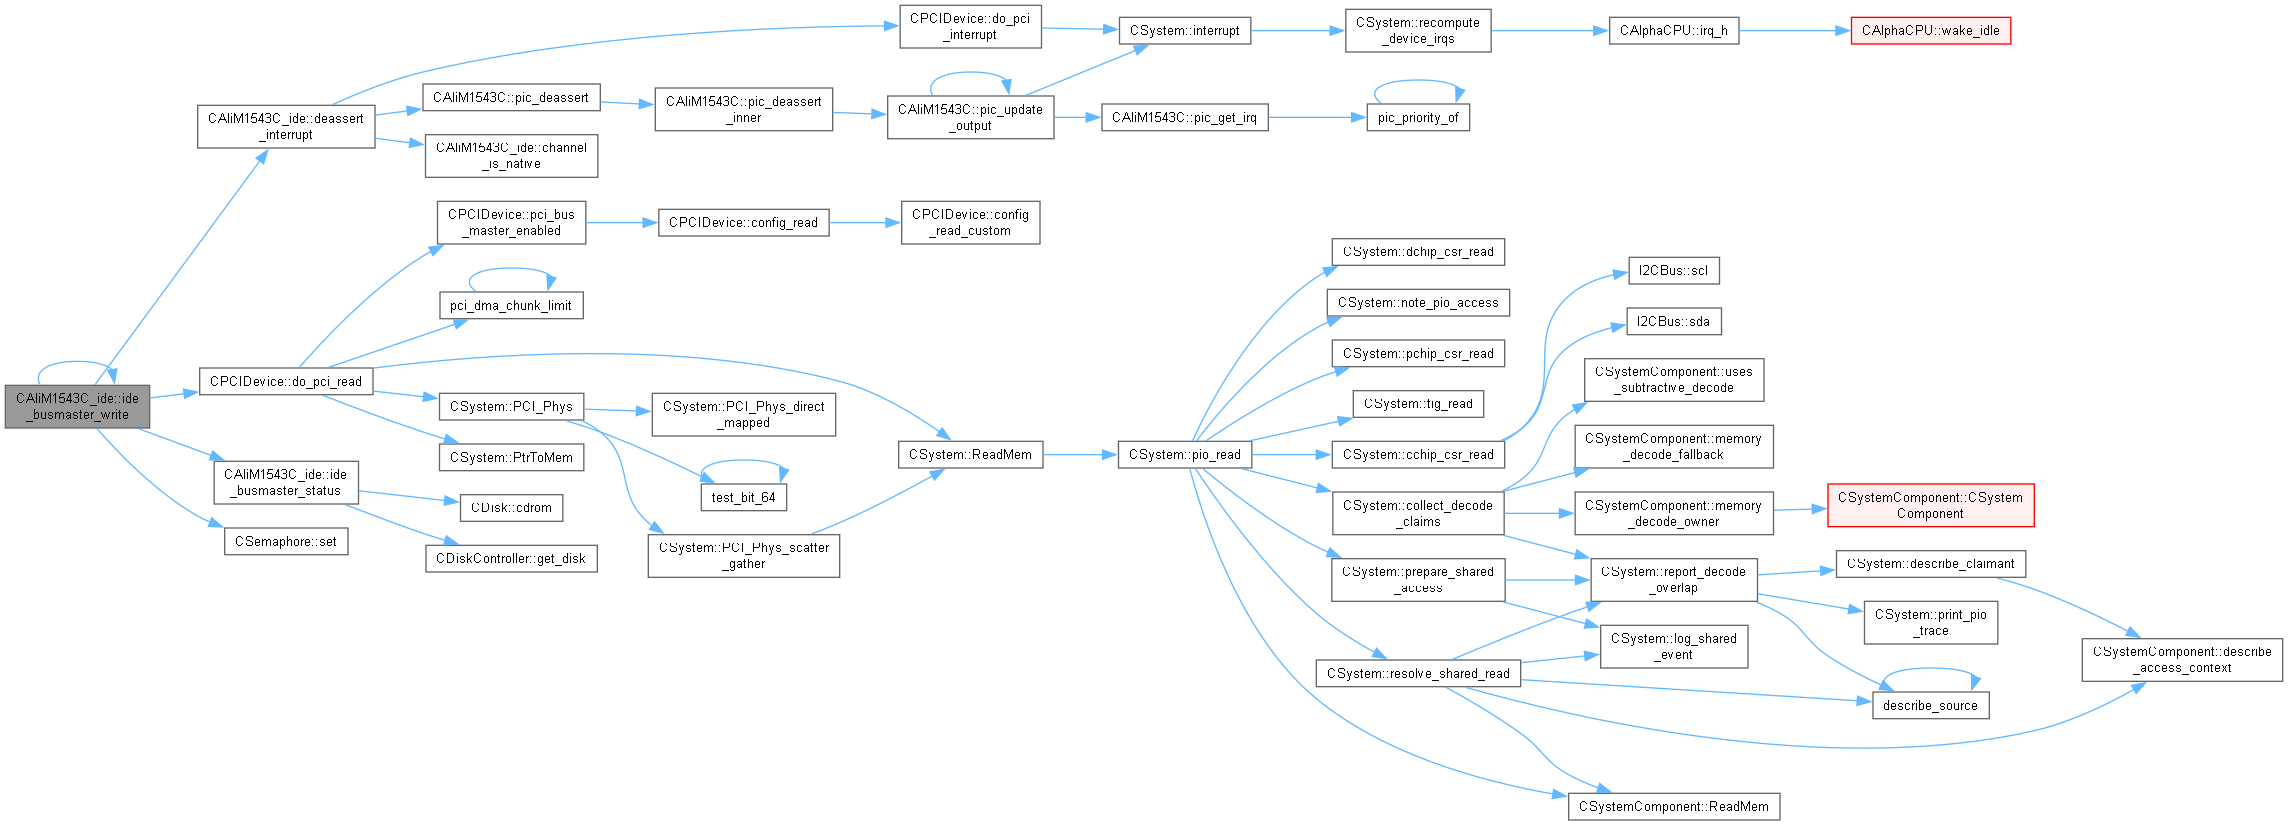 CAliM1543C_ide::ide
_busmaster_write
CAliM1543C_ide::deassert
_interrupt
CPCIDevice::do_pci
_interrupt
CSystem::interrupt
CSystem::recompute
_device_irqs
CAlphaCPU::irq_h
CAlphaCPU::wake_idle
CAliM1543C::pic_deassert
CAliM1543C::pic_deassert
_inner
CAliM1543C::pic_update
_output
CAliM1543C::pic_get_irq
pic_priority_of
CAliM1543C_ide::channel
_is_native
CPCIDevice::do_pci_read
CPCIDevice::pci_bus
_master_enabled
CPCIDevice::config_read
CPCIDevice::config
_read_custom
pci_dma_chunk_limit
CSystem::PCI_Phys
CSystem::PCI_Phys_direct
_mapped
test_bit_64
CSystem::PCI_Phys_scatter
_gather
CSystem::PtrToMem
CSystem::ReadMem
CSystem::pio_read
CSystem::dchip_csr_read
CSystem::note_pio_access
CSystem::pchip_csr_read
CSystem::tig_read
CSystem::cchip_csr_read
I2CBus::scl
I2CBus::sda
CSystem::collect_decode
_claims
CSystemComponent::uses
_subtractive_decode
CSystemComponent::memory
_decode_fallback
CSystemComponent::memory
_decode_owner
CSystemComponent::CSystem
Component
CSystem::prepare_shared
_access
CSystem::report_decode
_overlap
CSystem::describe_claimant
CSystem::print_pio
_trace
CSystem::log_shared
_event
CSystem::resolve_shared_read
describe_source
CSystemComponent::describe
_access_context
CSystemComponent::ReadMem
CAliM1543C_ide::ide
_busmaster_status
CDisk::cdrom
CDiskController::get_disk
CSemaphore::set